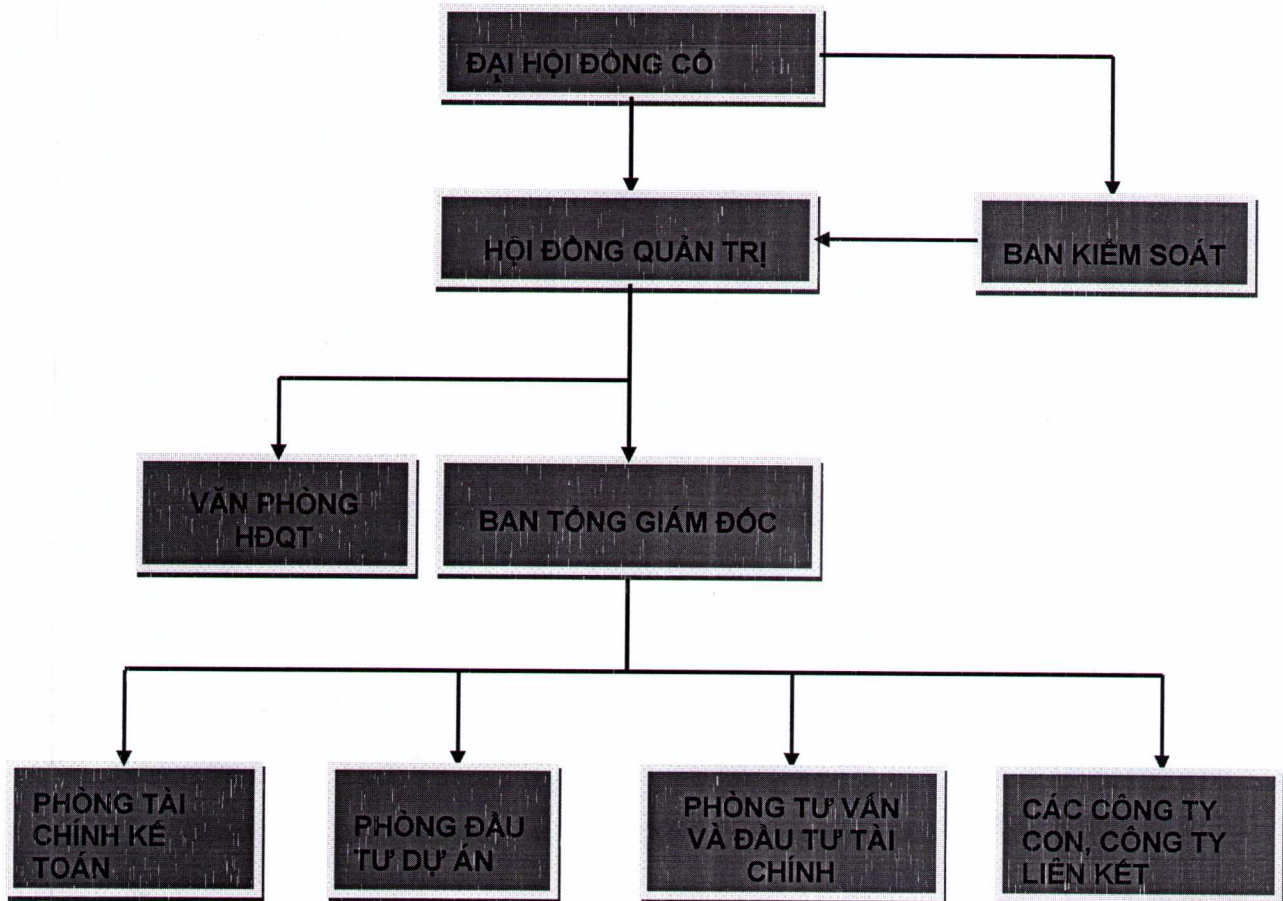 ĐẠI HỘI ĐỒNG CỔ
HỘI ĐỒNG QUẢN TRỊ
BAN KIỂM SOÁT
VĂN PHÒNG
HĐQT
BAN TỔNG GIÁM ĐỐC
PHÒNG TÀI
CHÍNH KẾ
TOÁN
PHÒNG ĐẦU
TƯ DỰ ÁN
PHÒNG TƯ VẤN
VÀ ĐẦU TƯ TÀI
CHÍNH
CÁC CÔNG TY
CON, CÔNG TY
LIÊN KẾT